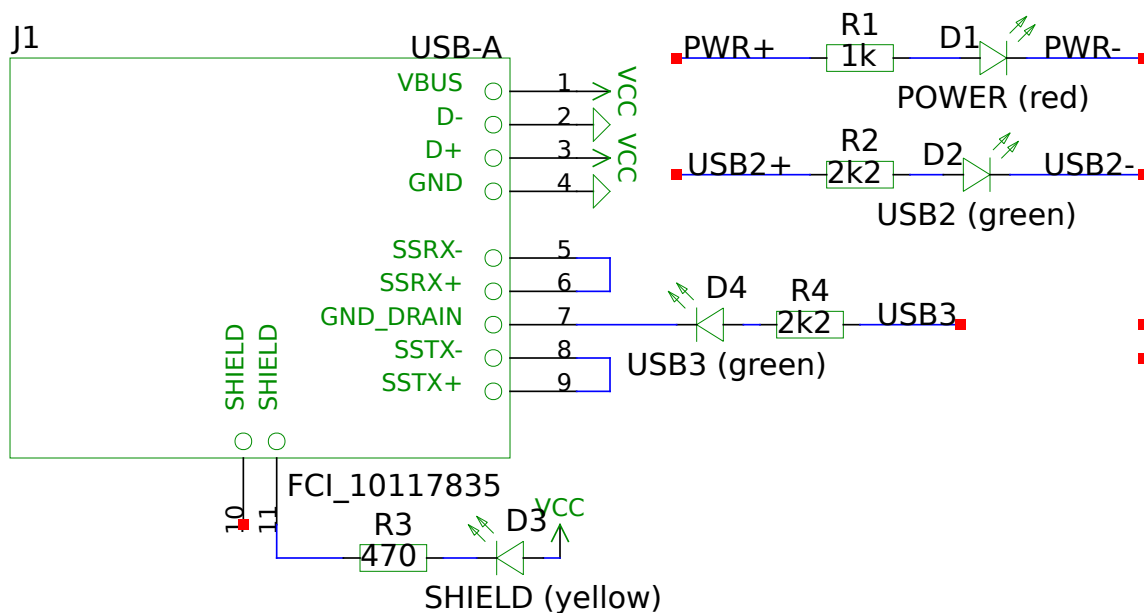 J1
USB-A
VBUS 1 VCC
D- 2
D+ 3 VCC
GND 4
SSRX- 5
SSRX+ 6
GND_DRAIN 7
SSTX- 8
SSTX+ 9
SHIELD
SHIELD
10
11
FCI_10117835
R3
470
D3
VCC
SHIELD (yellow)
PWR+
R1
1k
D1
PWR-
POWER (red)
USB2+
R2
2k2
D2
USB2-
USB2 (green)
D4
R4
2k2
USB3
USB3 (green)